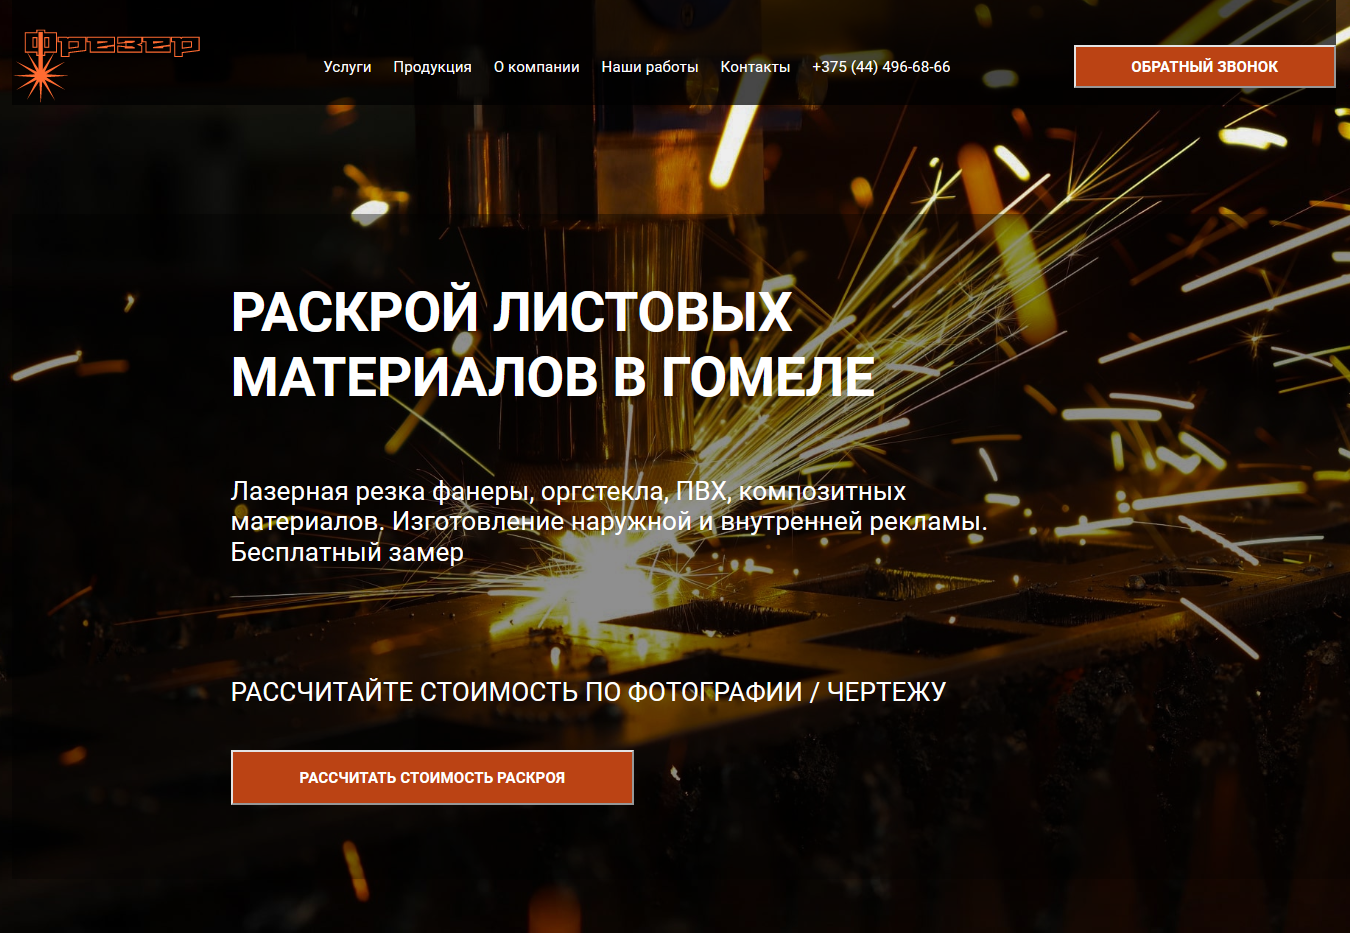 Фрезер
Услуги Продукция О компании Наши работы Контакты +375 (44) 496-68-66 ОБРАТНЫЙ ЗВОНОК
РАСКРОЙ ЛИСТОВЫХ
МАТЕРИАЛОВ В ГОМЕЛЕ
Лазерная резка фанеры, оргстекла, ПВХ, композитных
материалов. Изготовление наружной и внутренней рекламы.
Бесплатный замер
РАССЧИТАЙТЕ СТОИМОСТЬ ПО ФОТОГРАФИИ / ЧЕРТЕЖУ
РАССЧИТАТЬ СТОИМОСТЬ РАСКРОЯ